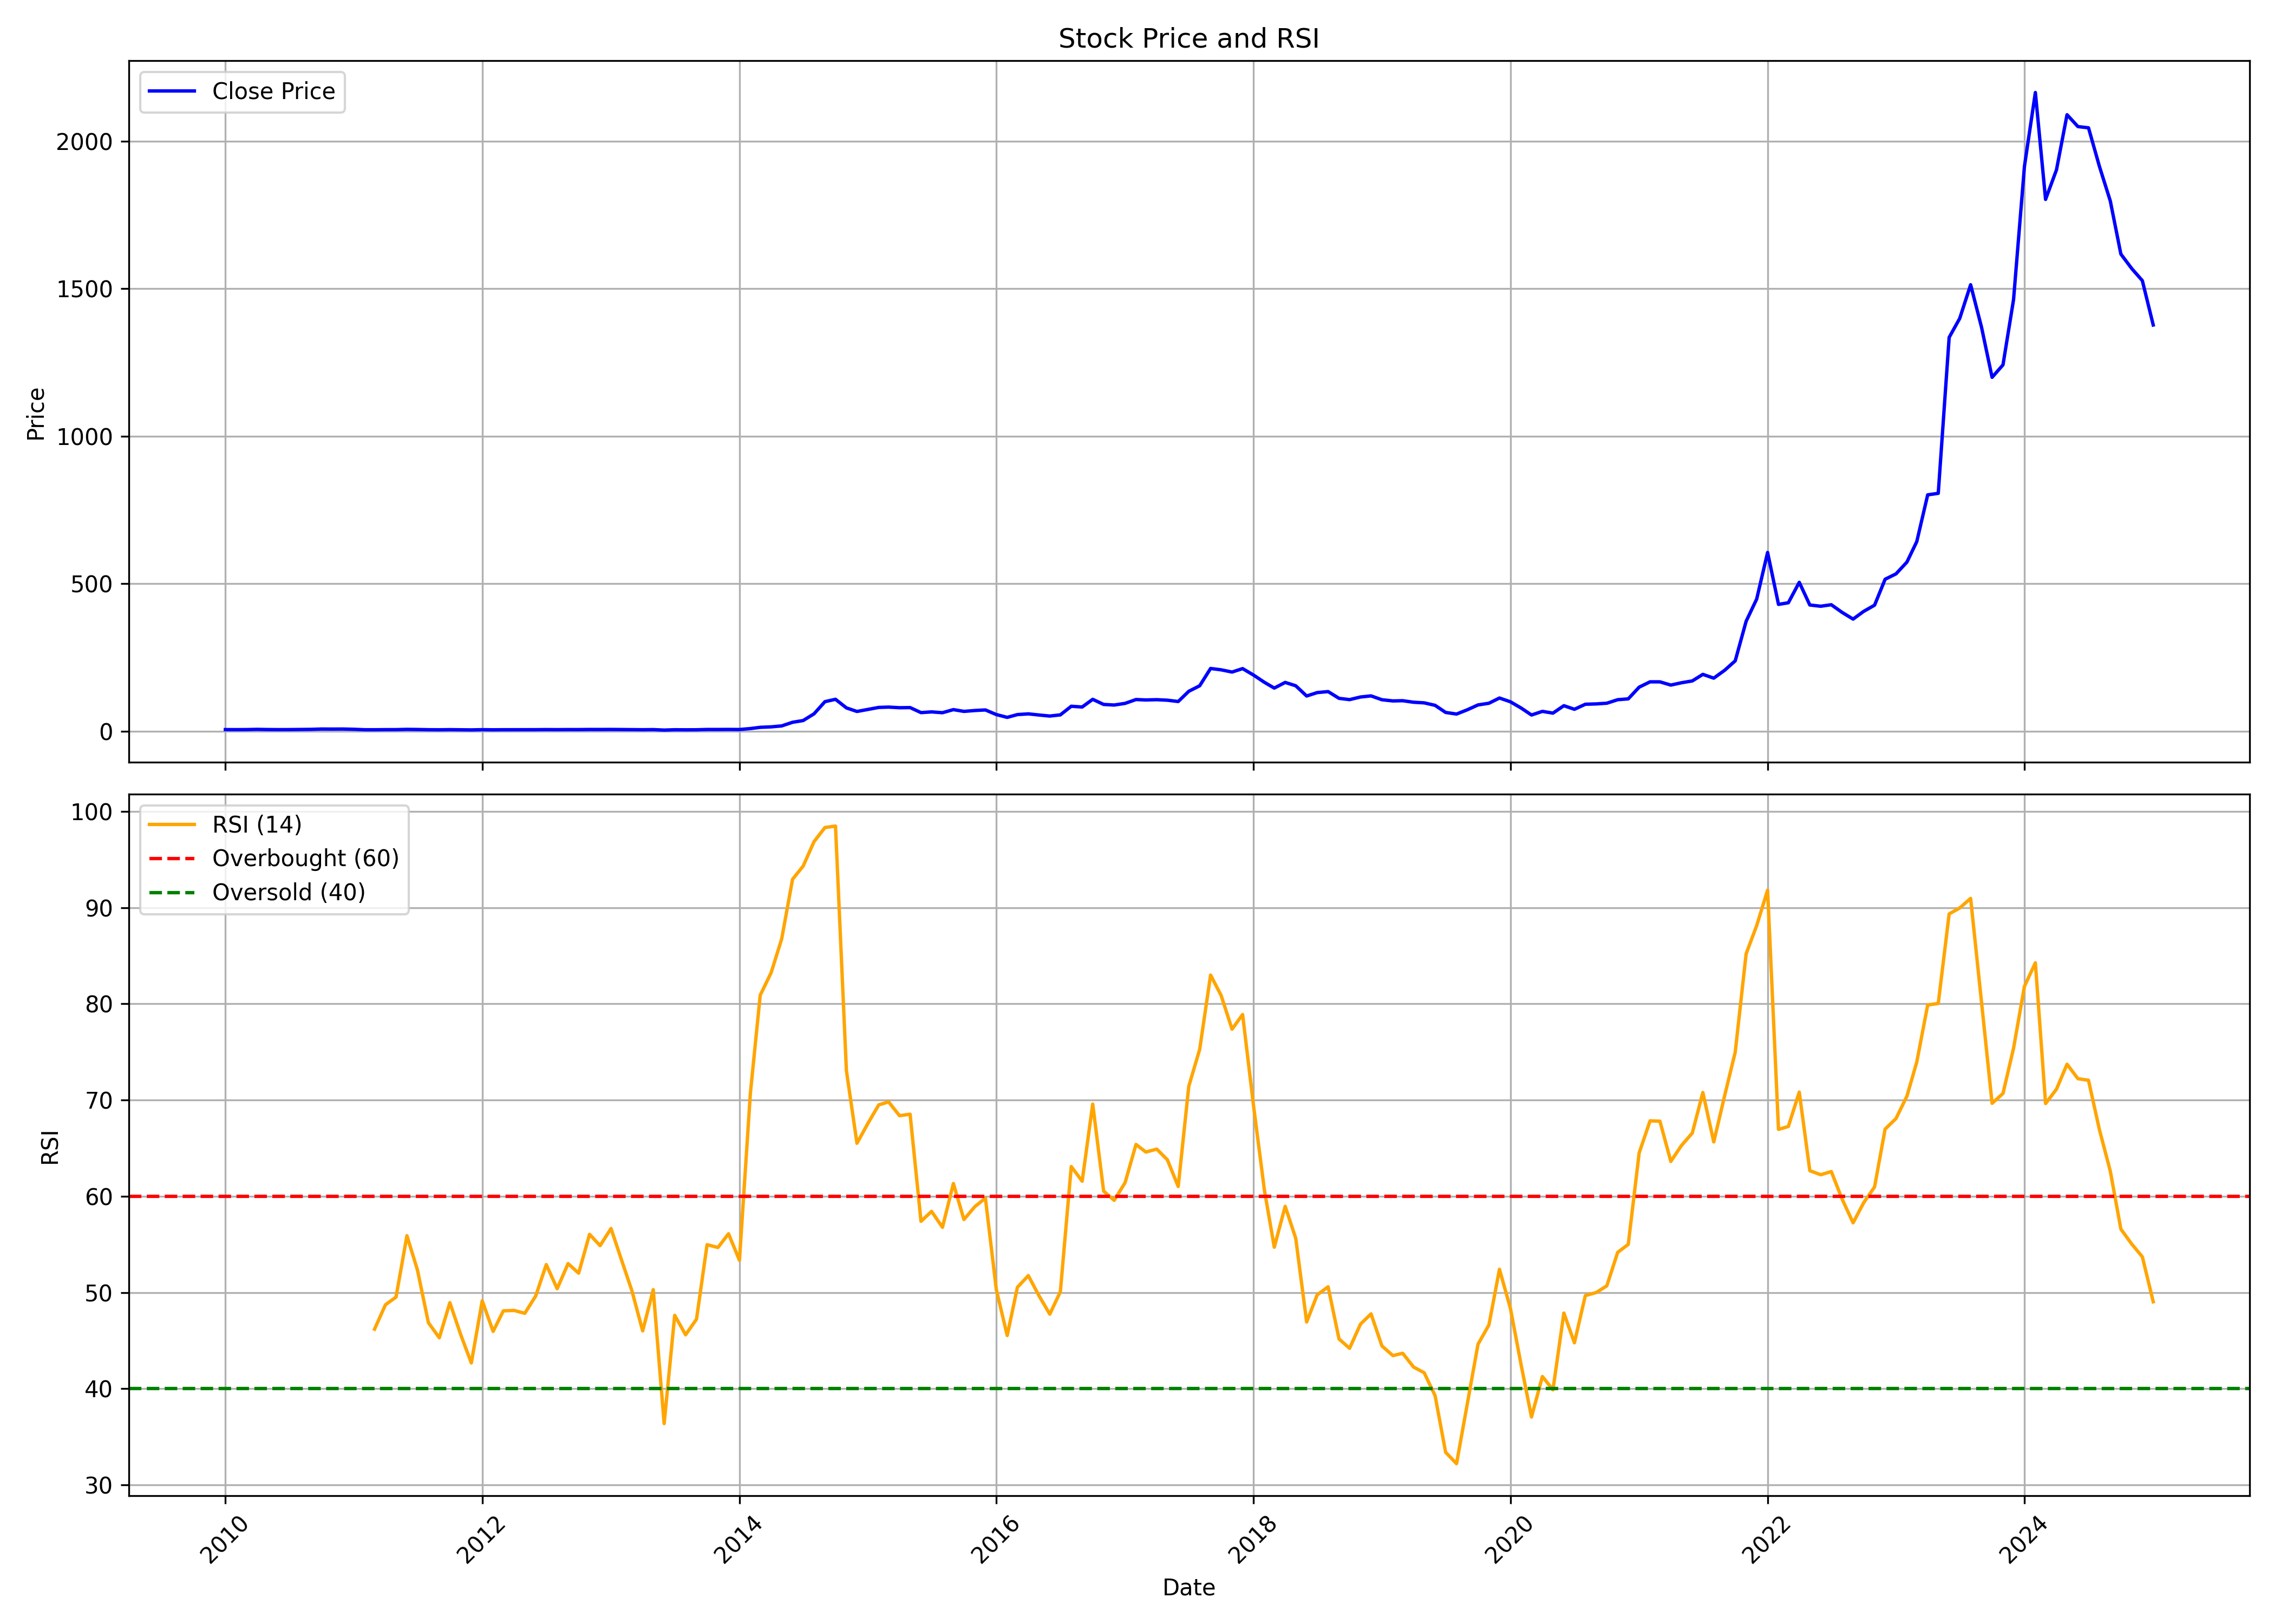 Stock Price and RSI
Close Price
2000
1500
1000
500
0
Price
100
90
80
70
60
50
40
30
RSI
RSI (14)
Overbought (60)
Oversold (40)
2010
2012
2014
2016
2018
2020
2022
2024
Date